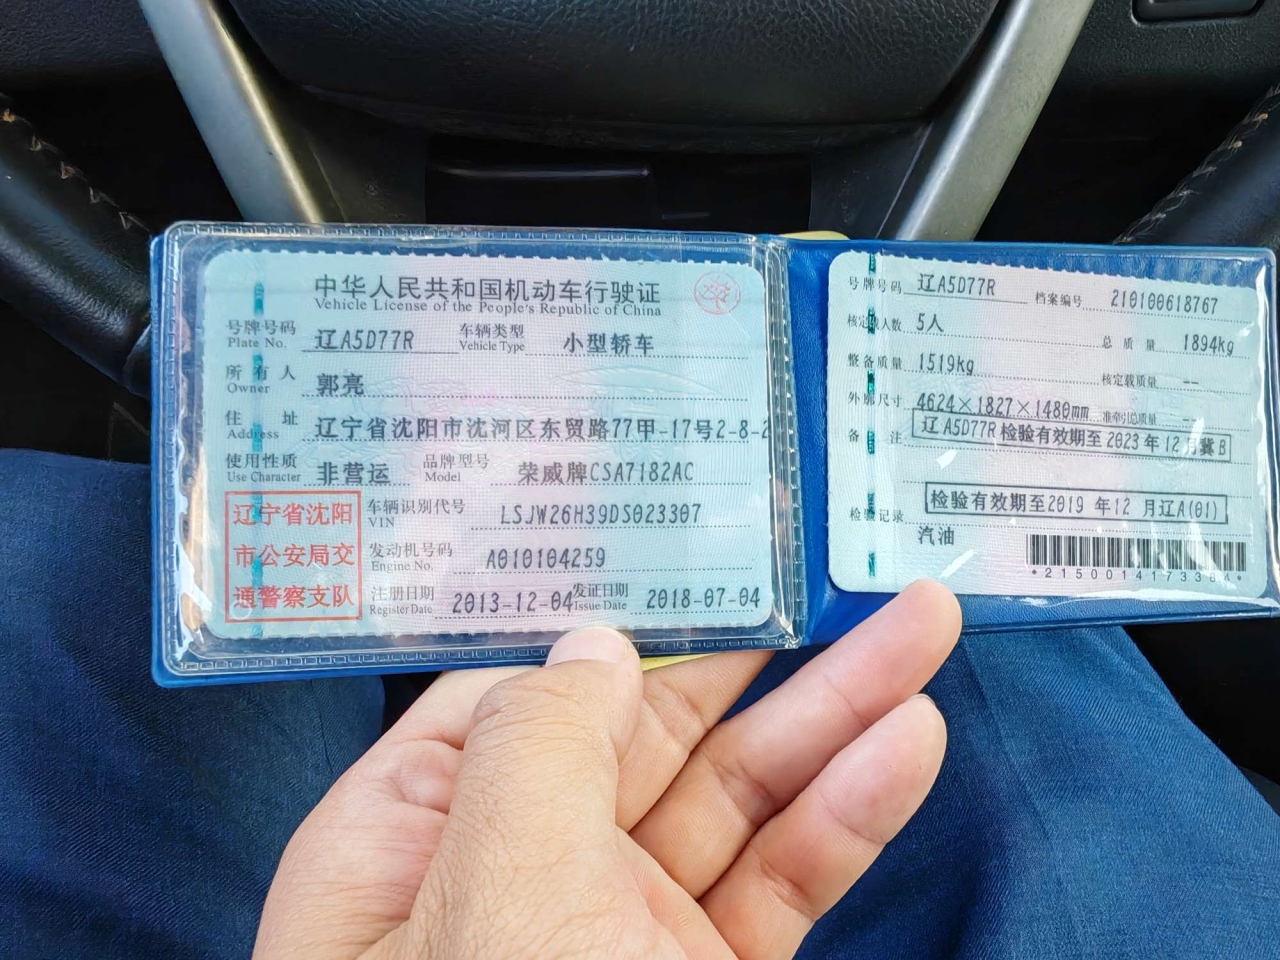 中华人民共和国机动车行驶证
Vehicle License of the People's Republic of China
号牌号码 辽A5D77R 车辆类型 小型轿车
Plate No. Vehicle Type
所有人 郭亮
Owner
住址 辽宁省沈阳市沈河区东贸路77甲-17号2-8-2
Address
使用性质 非营运 品牌型号 荣威牌CSA7182AC
Use Character Model
辽宁省沈阳
市公安局交
通警察支队
车辆识别代号 LSJW26H39DS023307
VIN
发动机号码 A010104259
Engine No.
注册日期 2013-12-04 发证日期 2018-07-04
Register Date Issue Date
号牌号码 辽A5D77R 档案编号 210100618767
核定载人数 5人 总质量 1894kg
整备质量 1519kg 核定载质量 --
外廓尺寸 4624×1827×1480mm 准牵引总质量 --
备注 辽A5D77R检验有效期至2023年12月冀B
检验有效期至2019年12月辽A(01)
检验记录
汽油